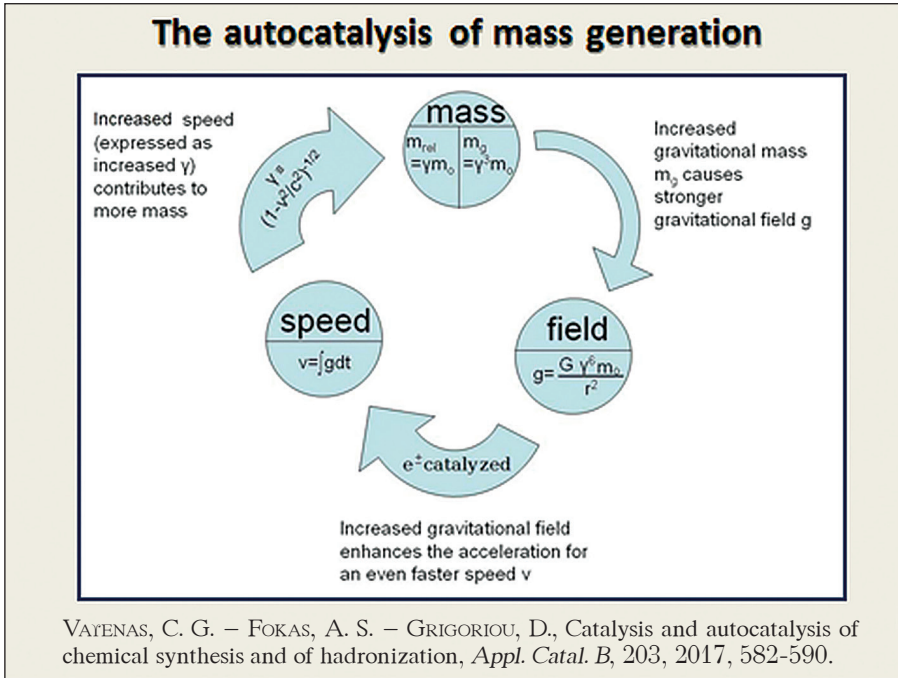 The autocatalysis of mass generation
Increased speed
(expressed as
increased γ)
contributes to
more mass
γ =
(1-v²/c²)⁻¹/²
mass
m_rel
=γm₀
m_g
=γ³m₀
Increased
gravitational mass
m_g causes
stronger
gravitational field g
speed
v=∫gdt
field
g= G γ⁶m₀
r²
e± catalyzed
Increased gravitational field
enhances the acceleration for
an even faster speed v
VAYENAS, C. G. – FOKAS, A. S. – GRIGORIOU, D., Catalysis and autocatalysis of
chemical synthesis and of hadronization, Appl. Catal. B, 203, 2017, 582-590.